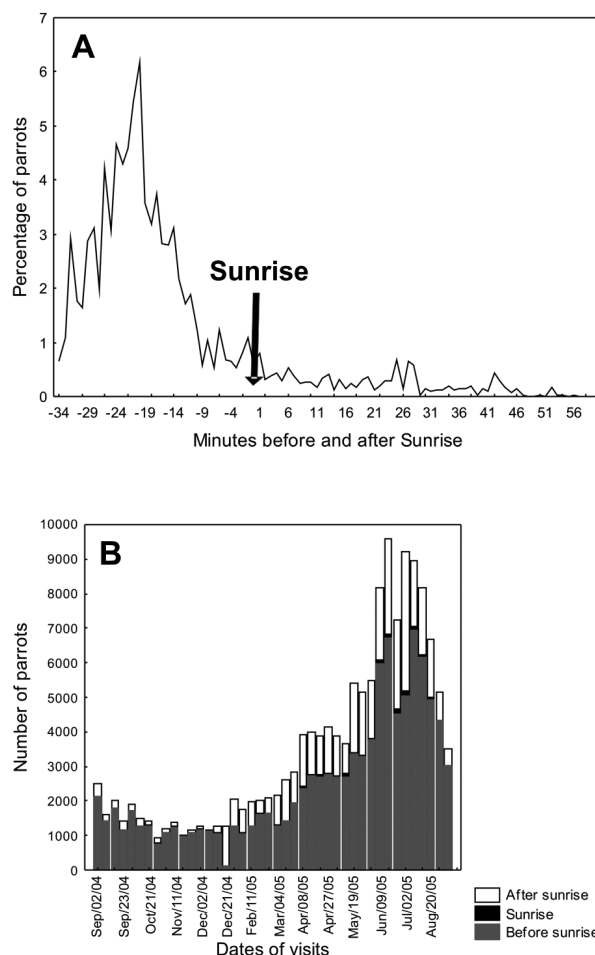 A
7
6
5
4
3
2
1
0
Percentage of parrots
Sunrise
-34 -29 -24 -19 -14 -9 -4 1 6 11 16 21 26 31 36 41 46 51 56
Minutes before and after Sunrise
B
10000
9000
8000
7000
6000
5000
4000
3000
2000
1000
0
Number of parrots
Sep/02/04
Sep/23/04
Oct/21/04
Nov/11/04
Dec/02/04
Dec/21/04
Feb/11/05
Mar/04/05
Apr/08/05
Apr/27/05
May/19/05
Jun/09/05
Jul/02/05
Aug/20/05
Dates of visits
After sunrise
Sunrise
Before sunrise